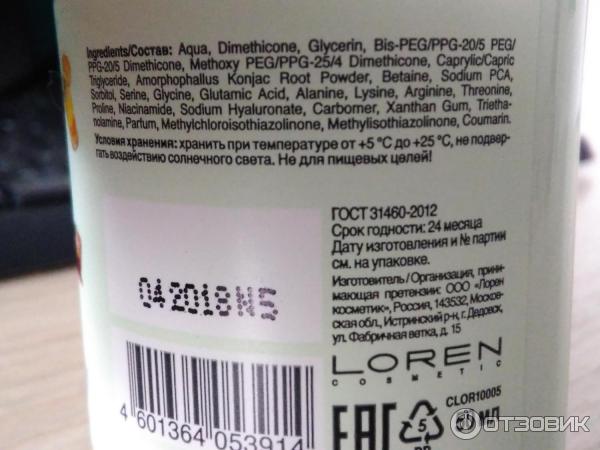 Ingredients/Состав: Aqua, Dimethicone, Glycerin, Bis-PEG/PPG-20/5 PEG/
PPG-20/5 Dimethicone, Methoxy PEG/PPG-25/4 Dimethicone, Caprylic/Capric
Triglyceride, Amorphophallus Konjac Root Powder, Betaine, Sodium PCA,
Sorbitol, Serine, Glycine, Glutamic Acid, Alanine, Lysine, Arginine, Threonine,
Proline, Niacinamide, Sodium Hyaluronate, Carbomer, Xanthan Gum, Trietha-
nolamine, Parfum, Methylchloroisothiazolinone, Methylisothiazolinone, Coumarin.
Условия хранения: хранить при температуре от +5 °C до +25 °C, не подвер-
гать воздействию солнечного света. Не для пищевых целей!
ГОСТ 31460-2012
Срок годности: 24 месяца
Дату изготовления и № партии
см. на упаковке.
Изготовитель / Организация, прини-
мающая претензии: ООО «Лорен
косметик», Россия, 143532, Москов-
ская обл., Истринский р-н, г. Дедовск,
ул. Фабричная ветка, д. 15
042018N5
LOREN
COSMETIC
4 601364 053914
EAC
5
PP
CLOR10005
МЛ
ОТЗОВИК